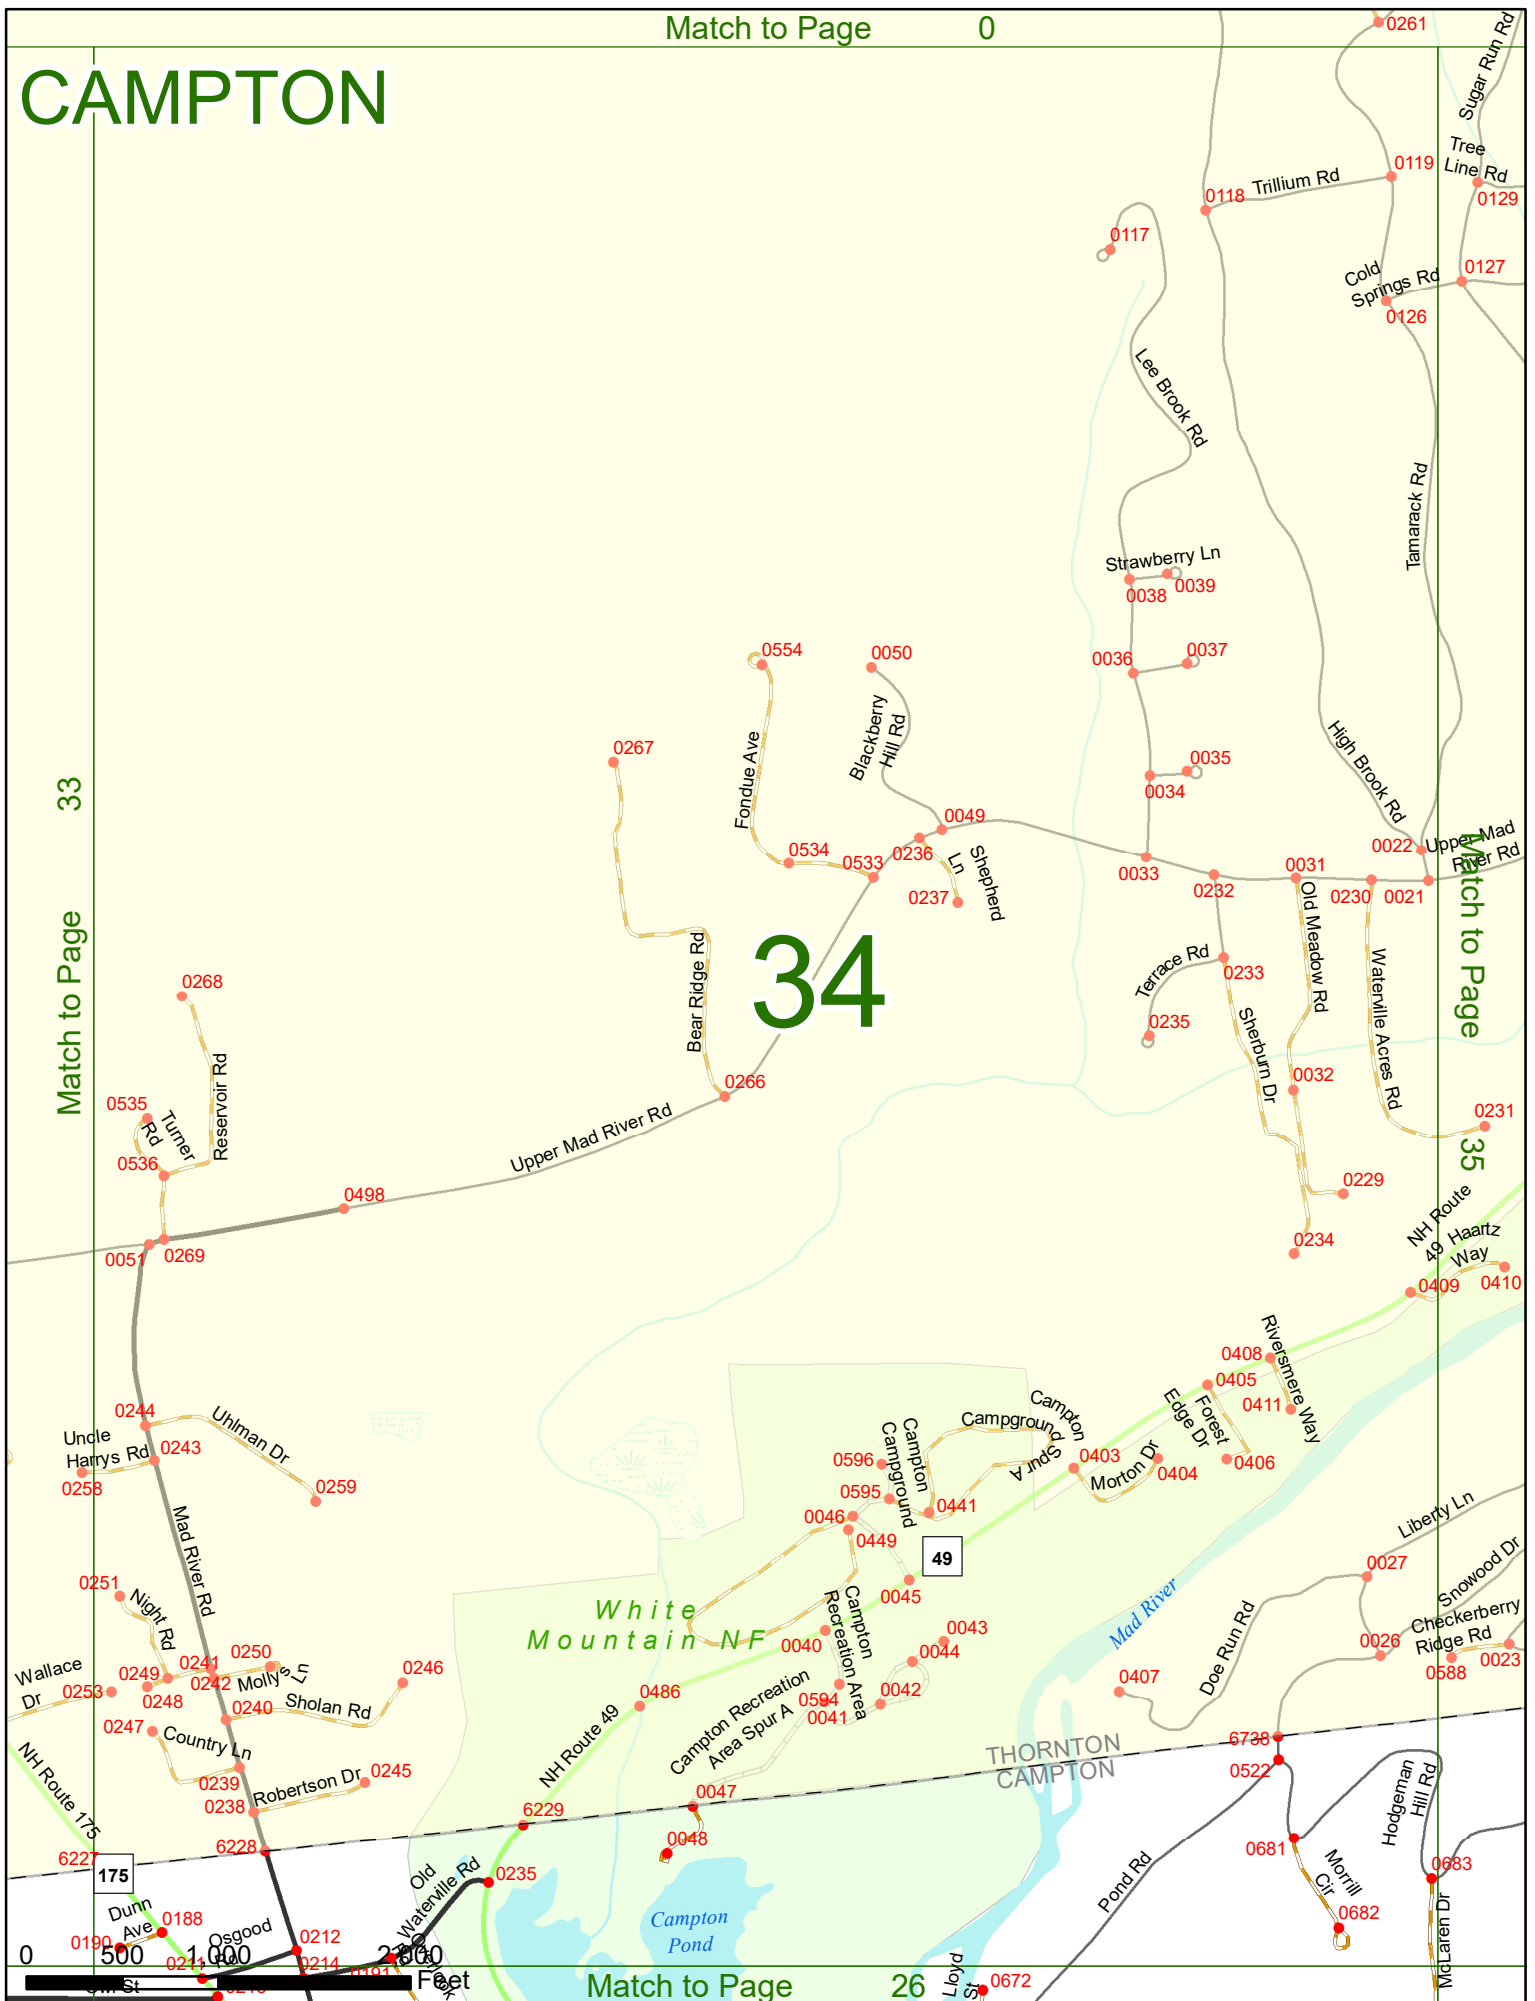 Match to Page 0
CAMPTON
0261
Sugar Run Rd
Tree
Line Rd
0119
0129
Trillium Rd
0118
0117
0127
Cold
Springs Rd
0126
Lee Brook Rd
Tamarack Rd
Strawberry Ln
0038
0039
0036
0037
0554
0050
Blackberry
Hill Rd
0267
Fondue Ave
0035
0034
High Brook Rd
33
Match to Page
0049
0236
0534
0533
Shepherd
Ln
0237
0033
0232
0031
0230
0021
0022
Upper Mad
River Rd
Match to Page
35
34
Old Meadow Rd
Waterville Acres Rd
Terrace Rd
0233
0235
Sherburn Dr
0032
0231
0229
0234
Bear Ridge Rd
0266
0268
Reservoir Rd
0535
Turner
Rd
0536
Upper Mad River Rd
0498
0051
0269
NH Route
49
Haartz
Way
0409
0410
0408
Riversmere Way
0405
0411
Forest
Edge Dr
0406
0244
Uhlman Dr
Uncle
Harrys Rd
0243
0258
0259
Campton
Campground
Spur A
Campton
Campground
0403
Morton Dr
0404
0596
0595
0441
0046
0449
49
0045
Mad River Rd
Liberty Ln
0027
Snowood Dr
Checkerberry
Ridge Rd
0588
0023
0026
Doe Run Rd
Mad River
0251
Night Rd
White
Mountain NF
Campton
Recreation Area
0040
0043
0044
0042
0594
0041
0407
Wallace
Dr
0253
0249
0248
0241
0242
0250
Mollys
Ln
0246
0240
Sholan Rd
0486
Campton Recreation
Area Spur A
NH Route 49
0247
Country Ln
0239
Robertson Dr
0245
0238
THORNTON
CAMPTON
6738
0522
Hodgeman
Hill Rd
NH Route 175
6227
175
6228
6229
0047
0048
0681
Morrill
Cir
0682
0683
McLaren Dr
Pond Rd
Old
Waterville Rd
0235
Dunn
Ave
0188
0190
Osgood
Rd
0212
0211
0214
0191
Campton
Pond
0 500 1,000 2,000
Feet
Match to Page 26
Lloyd
St
0672